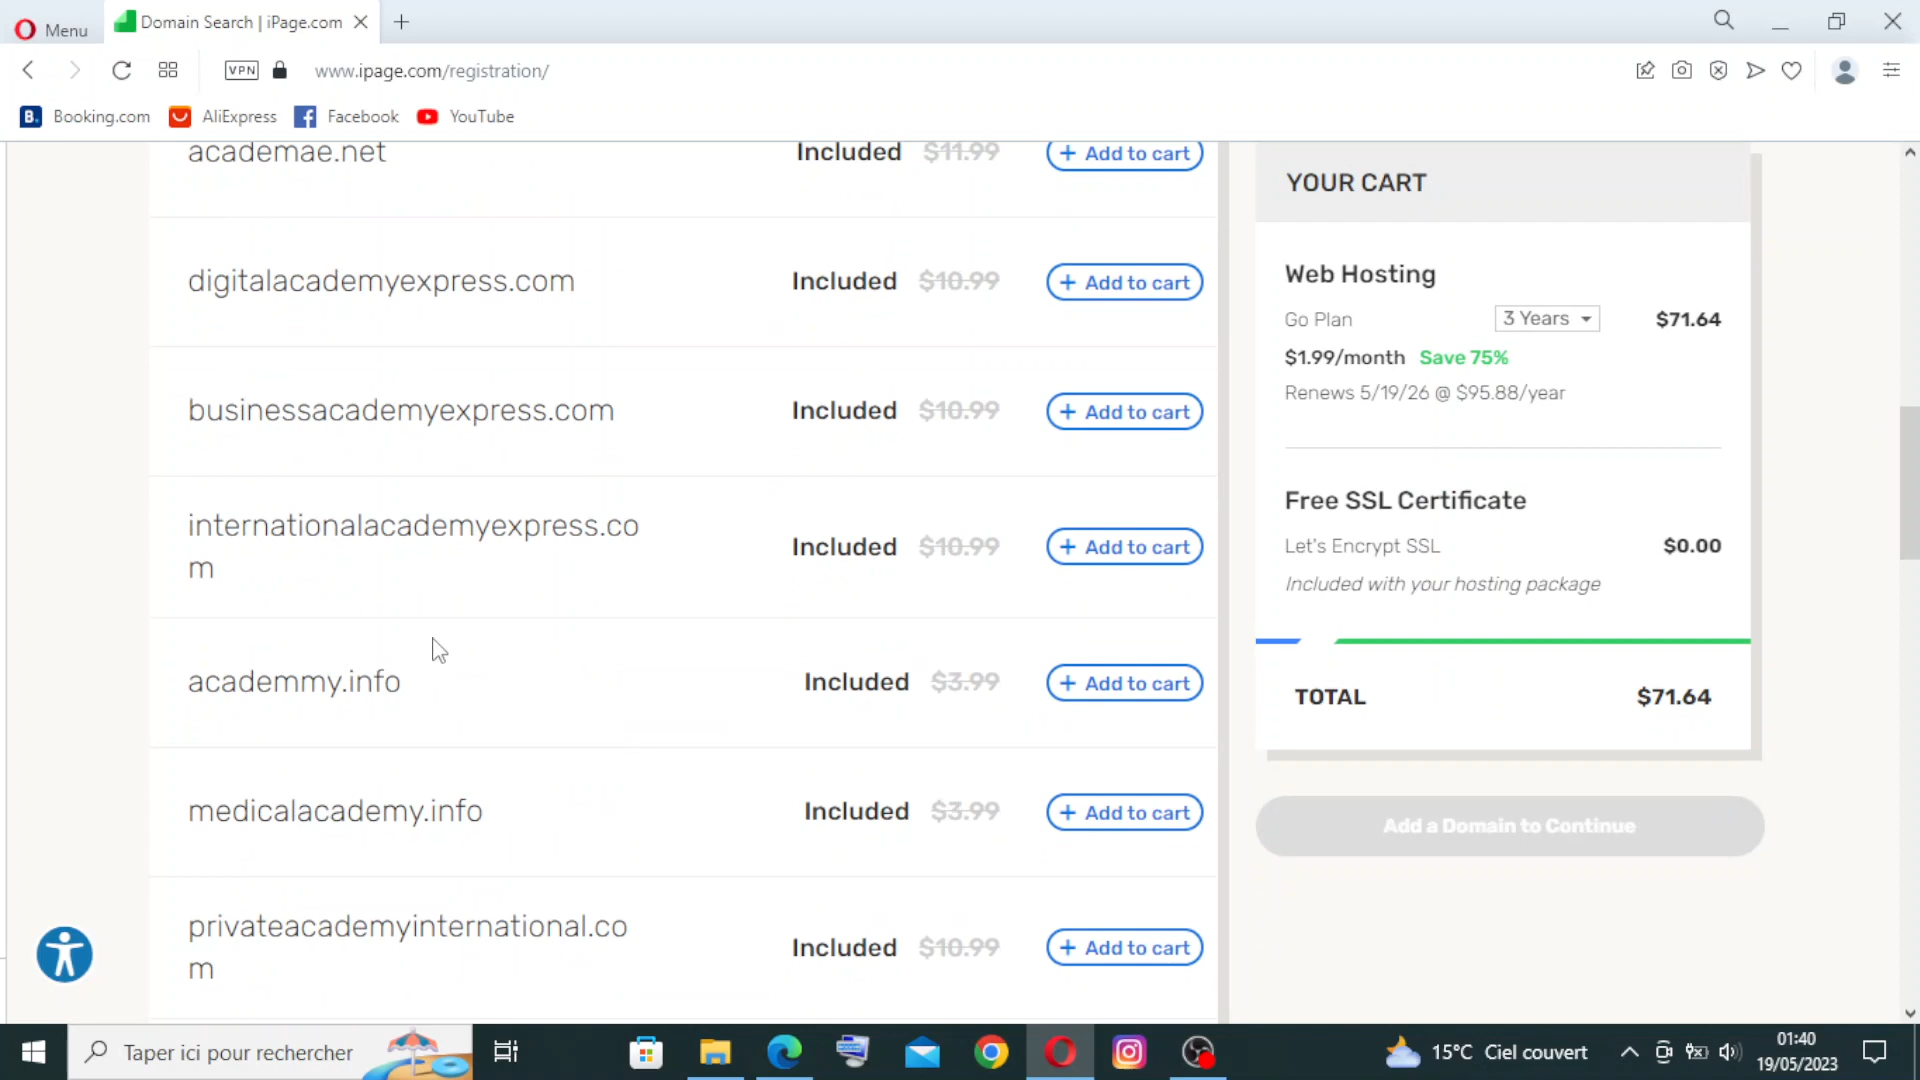 Menu
Domain Search | iPage.com
VPN
www.ipage.com/registration/
B. Booking.com AliExpress Facebook YouTube
academae.net Included $11.99 + Add to cart
digitalacademyexpress.com Included $10.99 + Add to cart
businessacademyexpress.com Included $10.99 + Add to cart
internationalacademyexpress.co
m
Included $10.99 + Add to cart
academmy.info Included $3.99 + Add to cart
medicalacademy.info Included $3.99 + Add to cart
privateacademyinternational.co
m
Included $10.99 + Add to cart
YOUR CART
Web Hosting
Go Plan 3 Years $71.64
$1.99/month Save 75%
Renews 5/19/26 @ $95.88/year
Free SSL Certificate
Let's Encrypt SSL $0.00
Included with your hosting package
TOTAL $71.64
Add a Domain to Continue
Taper ici pour rechercher
15°C Ciel couvert
01:40
19/05/2023